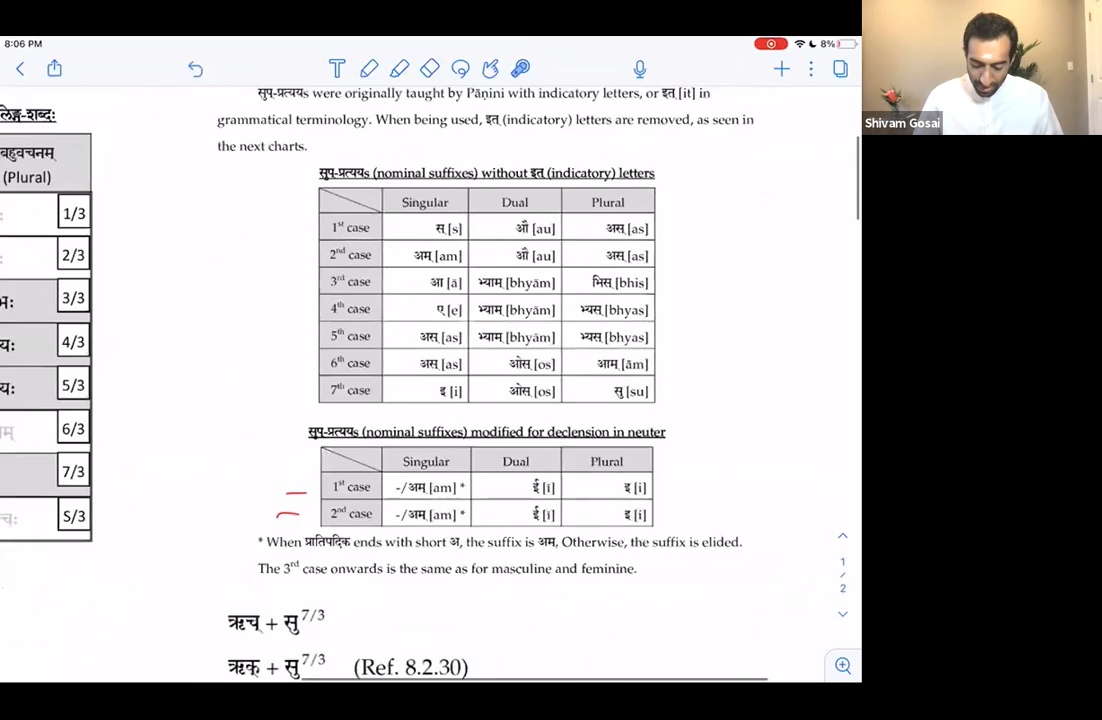 8:06 PM
8%
Shivam Gosai
लिङ्ग-शब्दः
बहुवचनम्
(Plural)
1/3
2/3
3/3
4/3
5/3
6/3
7/3
S/3
सुप्-प्रत्ययs were originally taught by Pāṇini with indicatory letters, or इत् [it] in
grammatical terminology. When being used, इत् (indicatory) letters are removed, as seen in
the next charts.
सुप्-प्रत्ययs (nominal suffixes) without इत् (indicatory) letters
Singular Dual Plural
1st case स् [s] औ [au] अस् [as]
2nd case अम् [am] औ [au] अस् [as]
3rd case आ [ā] भ्याम् [bhyām] भिस् [bhis]
4th case ए [e] भ्याम् [bhyām] भ्यस् [bhyas]
5th case अस् [as] भ्याम् [bhyām] भ्यस् [bhyas]
6th case अस् [as] ओस् [os] आम् [ām]
7th case इ [i] ओस् [os] सु [su]
सुप्-प्रत्ययs (nominal suffixes) modified for declension in neuter
Singular Dual Plural
1st case -/अम् [am] * ई [ī] इ [i]
2nd case -/अम् [am] * ई [ī] इ [i]
* When प्रातिपदिक ends with short अ, the suffix is अम्. Otherwise, the suffix is elided.
The 3rd case onwards is the same as for masculine and feminine.
ऋच् + सु 7/3
ऋक् + सु 7/3 (Ref. 8.2.30)
1
/
2